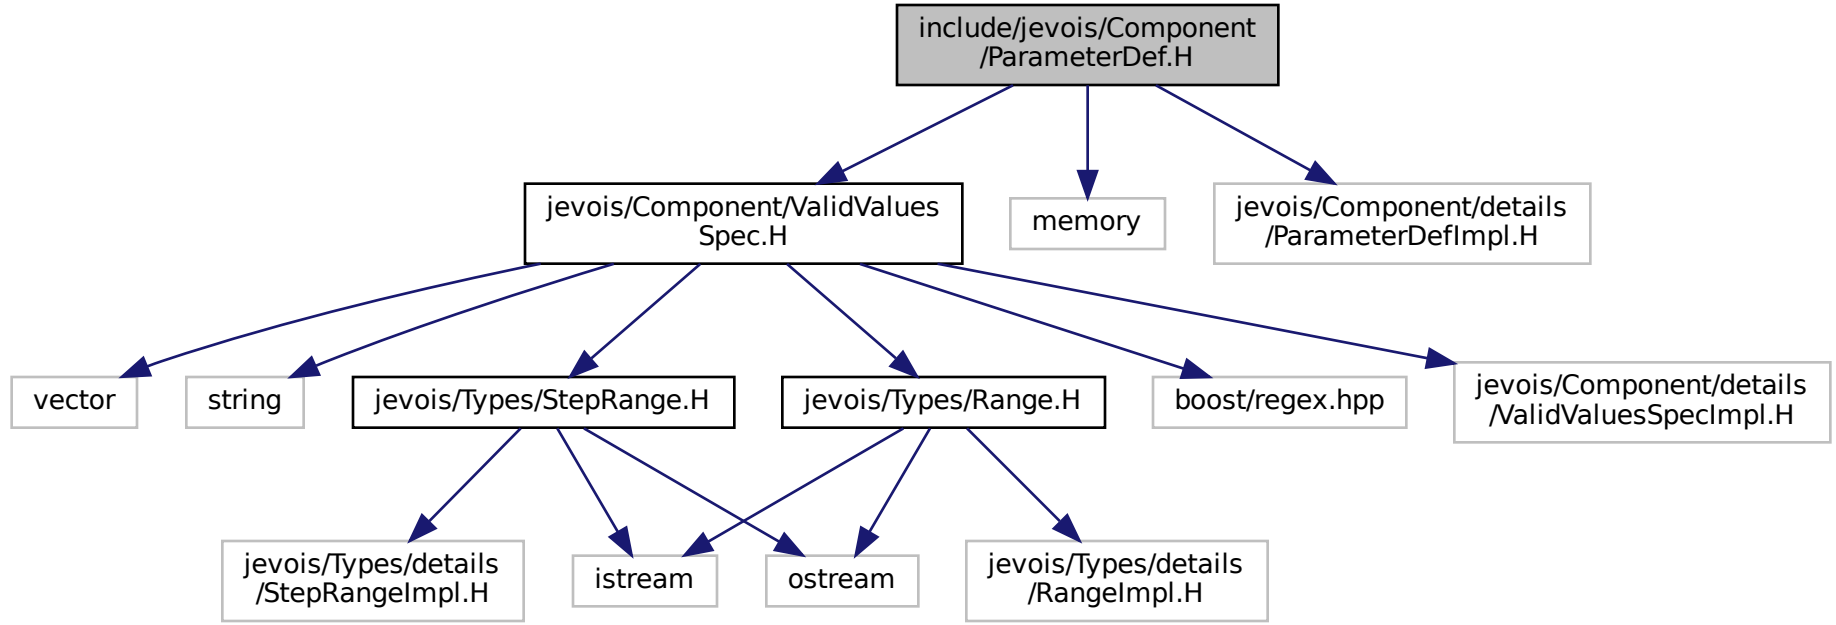 include/jevois/Component
/ParameterDef.H
jevois/Component/ValidValues
Spec.H
memory
jevois/Component/details
/ParameterDefImpl.H
vector
string
jevois/Types/StepRange.H
jevois/Types/Range.H
boost/regex.hpp
jevois/Component/details
/ValidValuesSpecImpl.H
jevois/Types/details
/StepRangeImpl.H
istream
ostream
jevois/Types/details
/RangeImpl.H